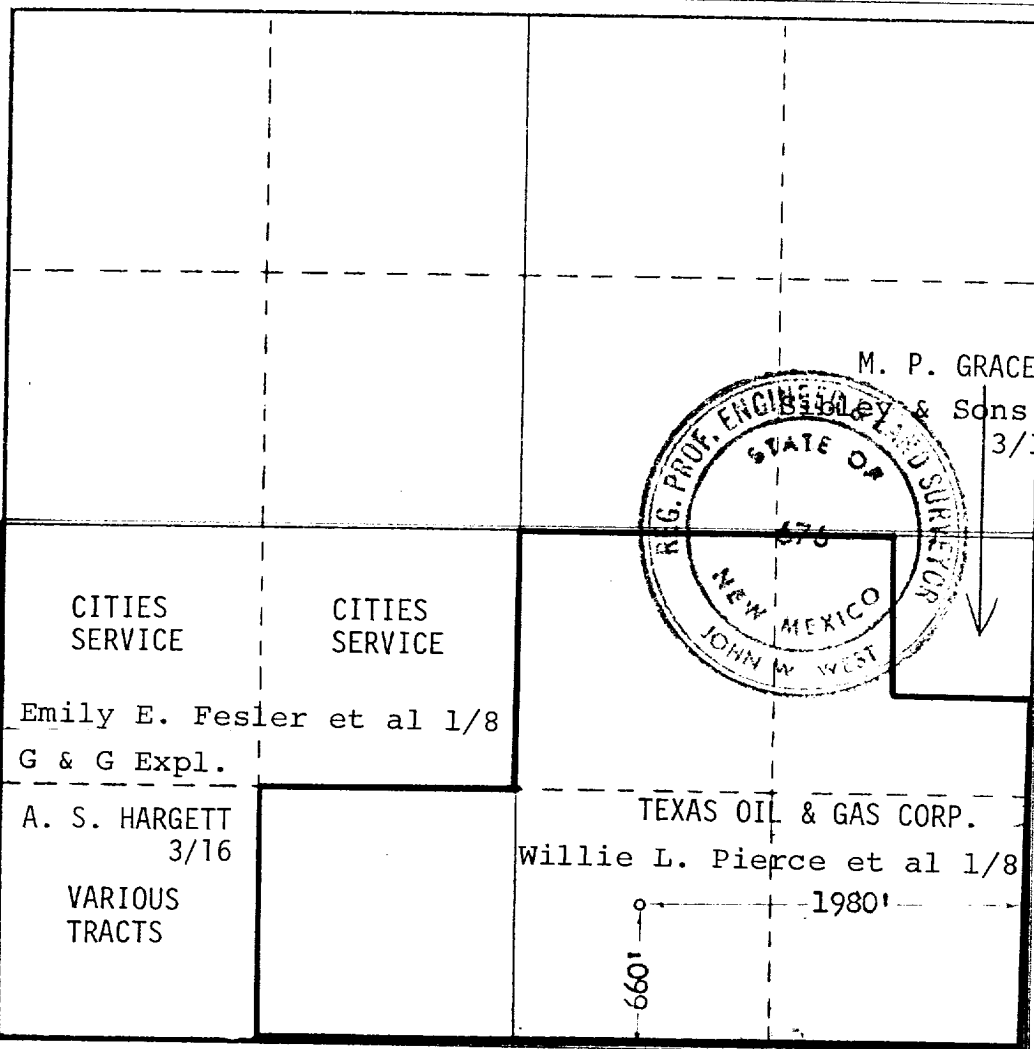 M. P. GRACE
Sibley & Sons
REG. PROF. ENGINEER & LAND SURVEYOR
STATE OF
676
NEW MEXICO
JOHN W. WEST
CITIES
SERVICE
CITIES
SERVICE
Emily E. Fesler et al 1/8
G & G Expl.
A. S. HARGETT
3/16
VARIOUS
TRACTS
TEXAS OIL & GAS CORP.
Willie L. Pierce et al 1/8
1980'
660'